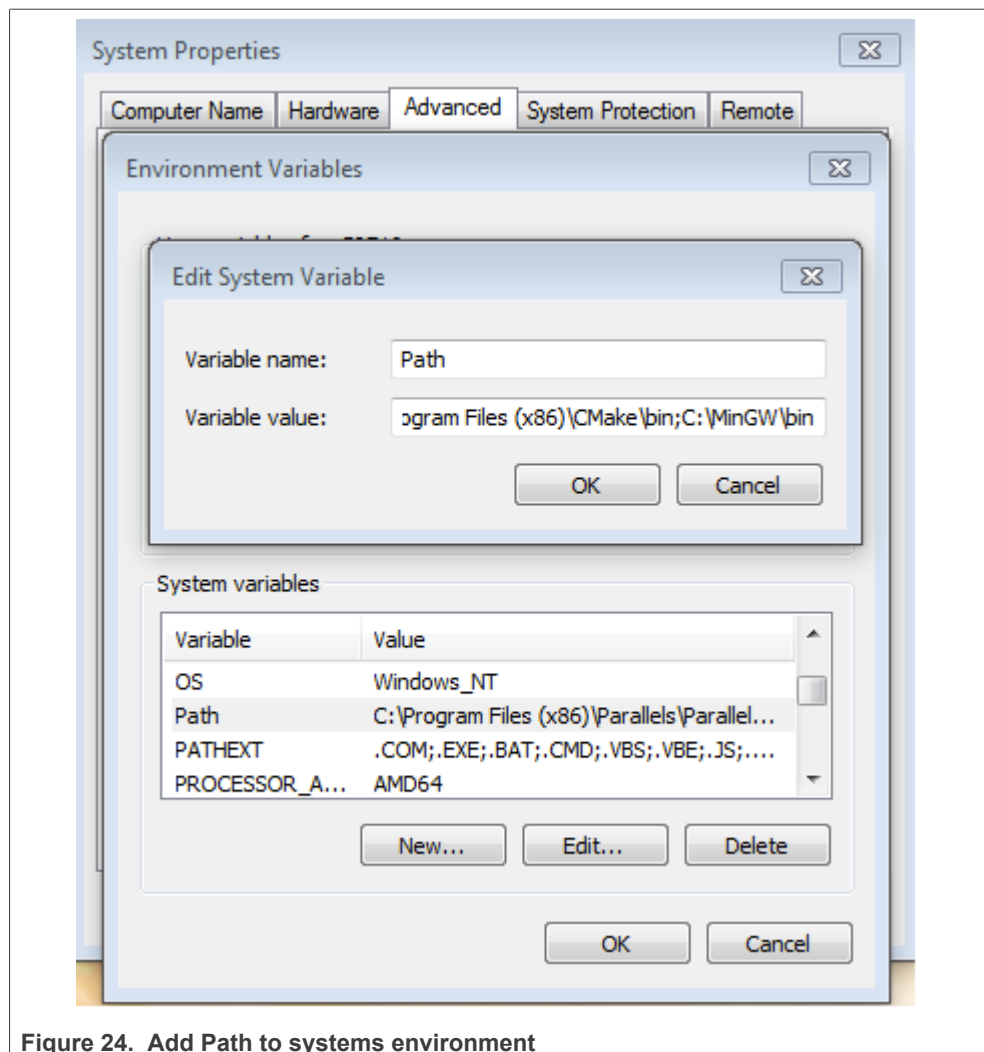 System Properties
Computer Name Hardware Advanced System Protection Remote
Environment Variables
Edit System Variable
Variable name: Path
Variable value: ogram Files (x86)\CMake\bin;C:\MinGW\bin
OK Cancel
System variables
Variable Value
OS Windows_NT
Path C:\Program Files (x86)\Parallels\Parallel...
PATHEXT .COM;.EXE;.BAT;.CMD;.VBS;.VBE;.JS;....
PROCESSOR_A... AMD64
New... Edit... Delete
OK Cancel
Figure 24. Add Path to systems environment